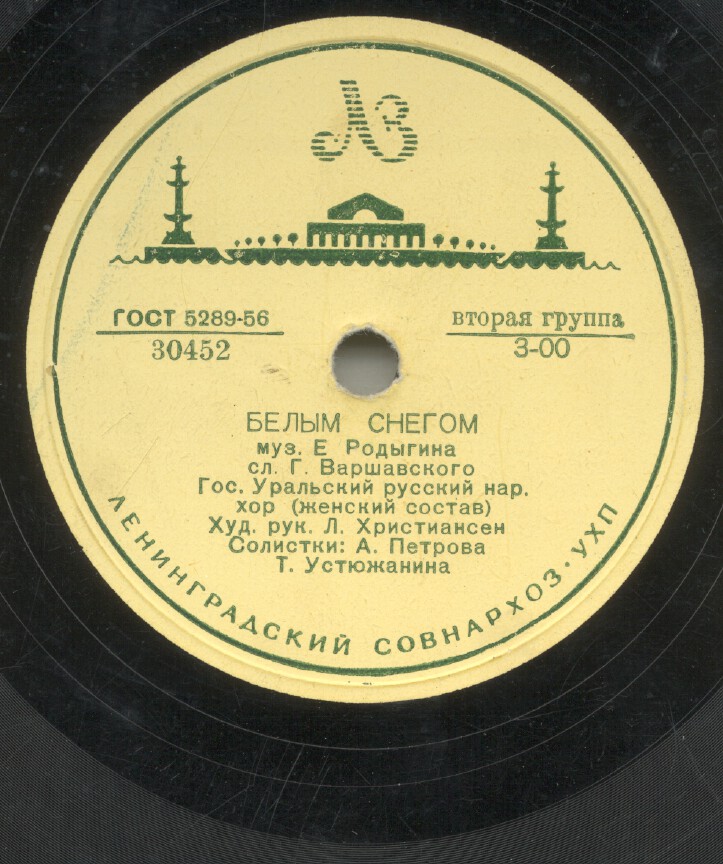 ЛЗ
ГОСТ 5289-56
30452
вторая группа
3-00
БЕЛЫМ СНЕГОМ
муз. Е Родыгина
сл. Г. Варшавского
Гос. Уральский русский нар.
хор (женский состав)
Худ. рук. Л. Христиансен
Солистки: А. Петрова
Т. Устюжанина
ЛЕНИНГРАДСКИЙ СОВНАРХОЗ · УХП